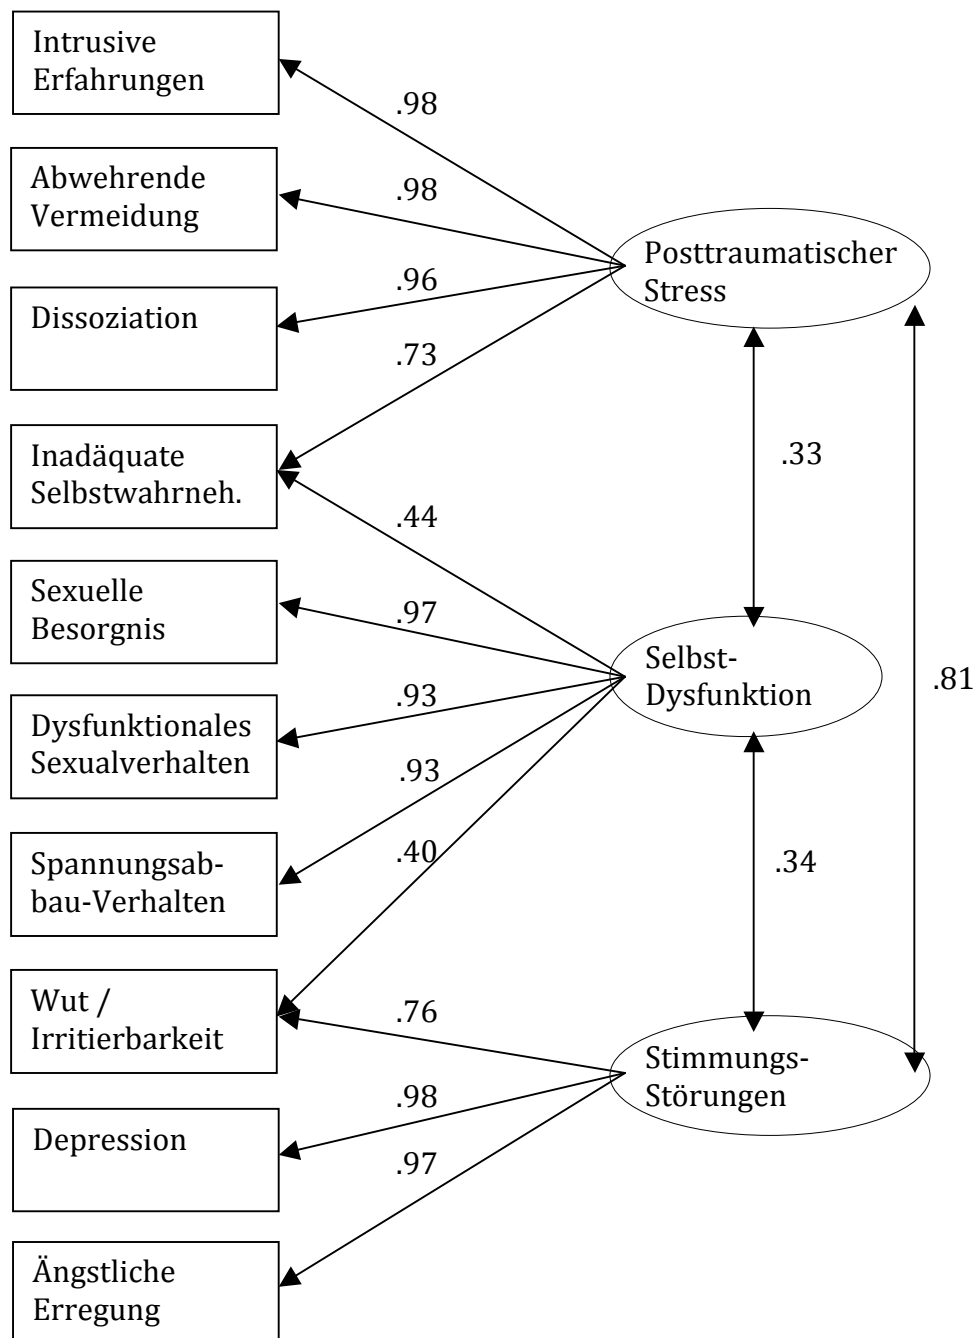 Intrusive
Erfahrungen
.98
Abwehrende
Vermeidung
.98
Posttraumatischer
Stress
.96
Dissoziation
.73
Inadäquate
Selbstwahrneh.
.33
.44
Sexuelle
Besorgnis
.97
Selbst-
Dysfunktion
.81
.93
Dysfunktionales
Sexualverhalten
.93
.40
Spannungsab-
bau-Verhalten
.34
Wut /
Irritierbarkeit
.76
Stimmungs-
Störungen
.98
Depression
.97
Ängstliche
Erregung